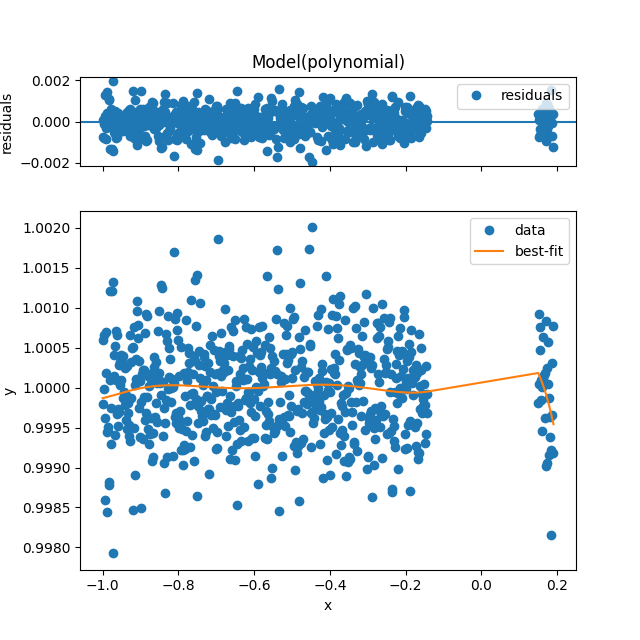 Model(polynomial)
0.002
0.000
−0.002
residuals
residuals
1.0020
1.0015
1.0010
1.0005
1.0000
0.9995
0.9990
0.9985
0.9980
y
data
best-fit
−1.0 −0.8 −0.6 −0.4 −0.2 0.0 0.2
x